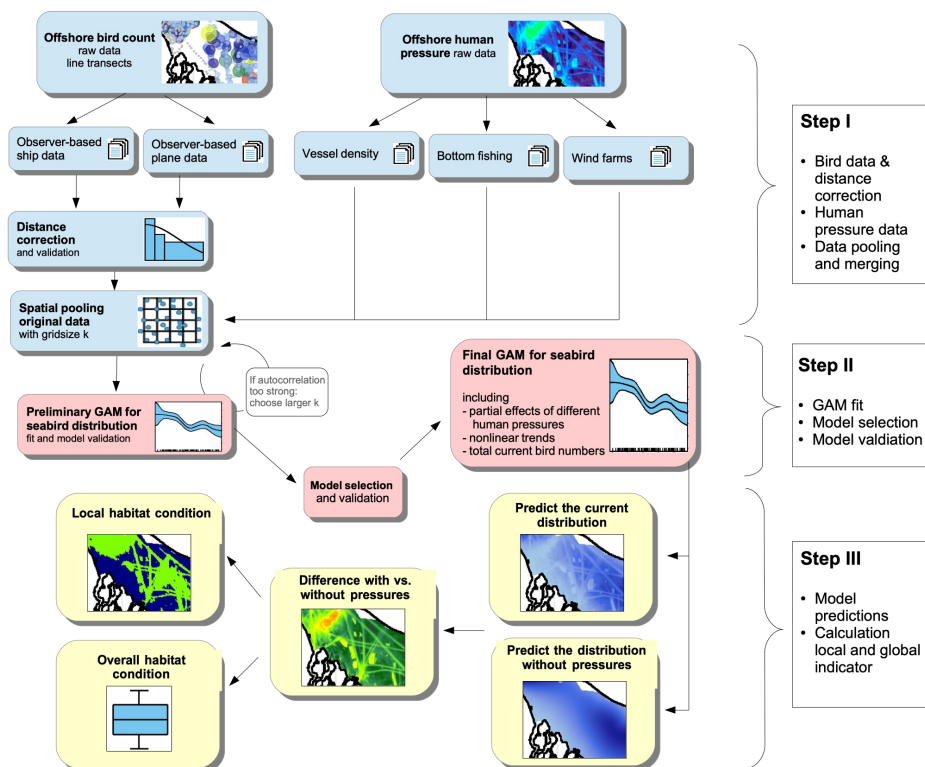 Offshore bird count
raw data
line transects
Offshore human
pressure raw data
Observer-based
ship data
Observer-based
plane data
Vessel density
Bottom fishing
Wind farms
Distance
correction
and validation
Spatial pooling
original data
with gridsize k
If autocorrelation
too strong:
choose larger k
Preliminary GAM for
seabird distribution
fit and model validation
Model selection
and validation
Final GAM for seabird
distribution
including
- partial effects of different
human pressures
- nonlinear trends
- total current bird numbers
Predict the current
distribution
Predict the distribution
without pressures
Difference with vs.
without pressures
Local habitat condition
Overall habitat
condition
Step I
• Bird data &
distance
correction
• Human
pressure data
• Data pooling
and merging
Step II
• GAM fit
• Model selection
• Model valdiation
Step III
• Model
predictions
• Calculation
local and global
indicator